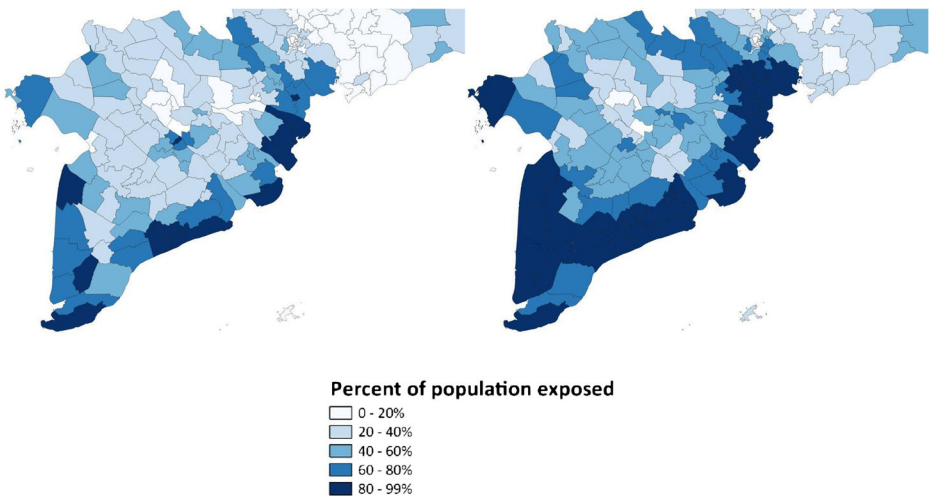 Percent of population exposed
0 - 20%
20 - 40%
40 - 60%
60 - 80%
80 - 99%